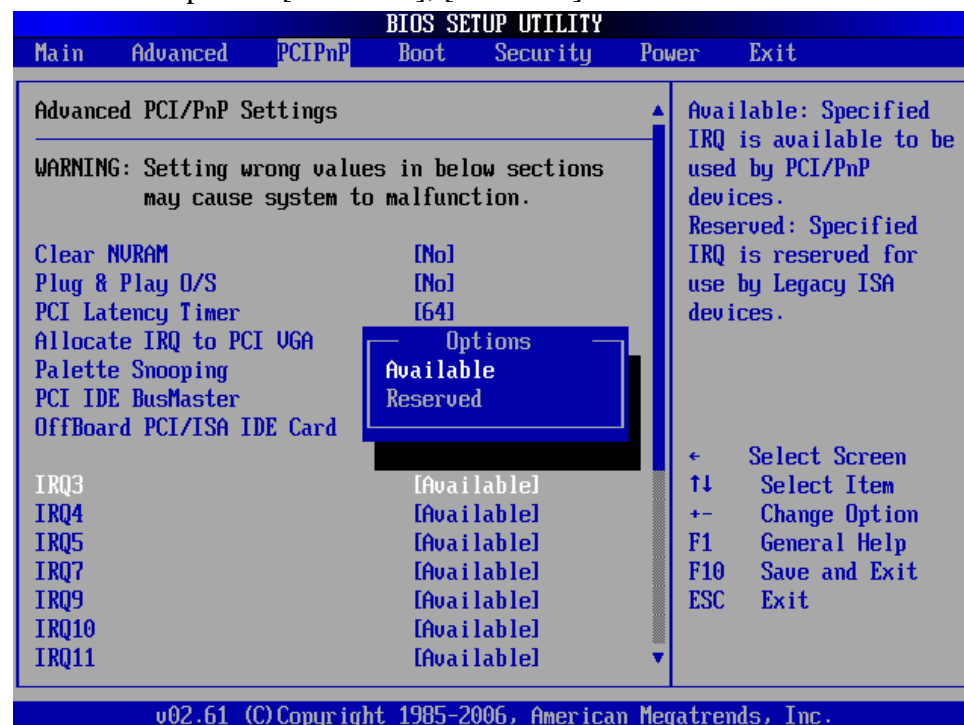 BIOS SETUP UTILITY
Main Advanced PCIPnP Boot Security Power Exit
Advanced PCI/PnP Settings
WARNING: Setting wrong values in below sections
may cause system to malfunction.
Clear NVRAM [No]
Plug & Play O/S [No]
PCI Latency Timer [64]
Allocate IRQ to PCI VGA
Palette Snooping
PCI IDE BusMaster
OffBoard PCI/ISA IDE Card
Options
Available
Reserved
IRQ3 [Available]
IRQ4 [Available]
IRQ5 [Available]
IRQ7 [Available]
IRQ9 [Available]
IRQ10 [Available]
IRQ11 [Available]
Available: Specified
IRQ is available to be
used by PCI/PnP
devices.
Reserved: Specified
IRQ is reserved for
use by Legacy ISA
devices.
← Select Screen
↑↓ Select Item
+- Change Option
F1 General Help
F10 Save and Exit
ESC Exit
v02.61 (C)Copyright 1985-2006, American Megatrends, Inc.